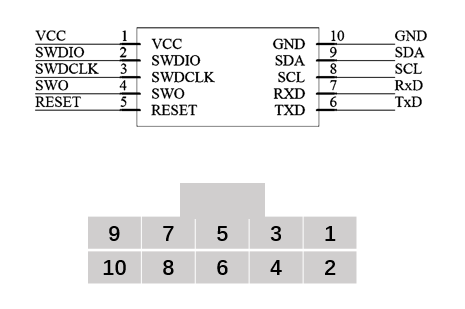 VCC 1 VCC GND 10 GND
SWDIO 2 SWDIO SDA 9 SDA
SWDCLK 3 SWDCLK SCL 8 SCL
SWO 4 SWO RXD 7 RxD
RESET 5 RESET TXD 6 TxD
9 7 5 3 1
10 8 6 4 2